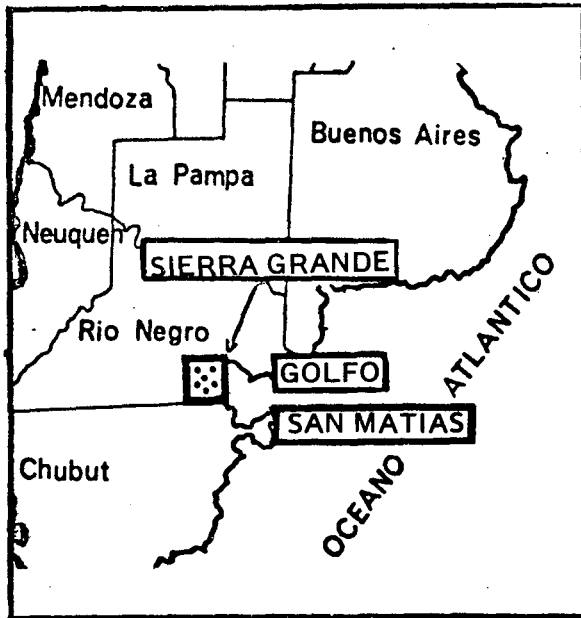 Mendoza
Buenos Aires
La Pampa
Neuquen
SIERRA GRANDE
Rio Negro
GOLFO
ATLANTICO
SAN MATIAS
Chubut
OCEANO